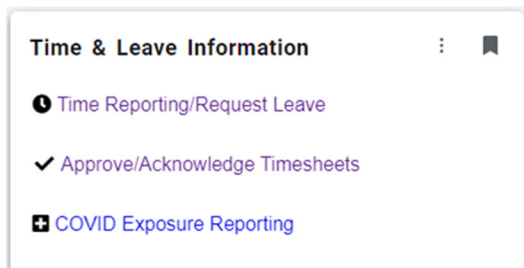 Time & Leave Information
Time Reporting/Request Leave
Approve/Acknowledge Timesheets
COVID Exposure Reporting